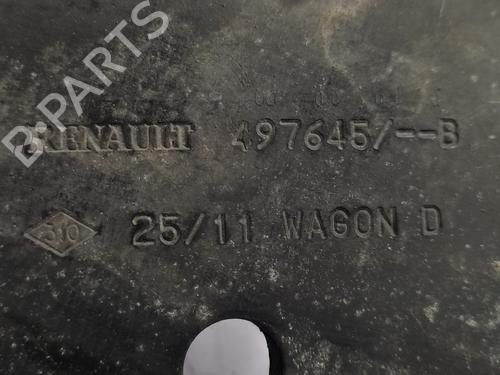 B-PARTS
RENAULT 497645/--B
310 25/11 WAGON D